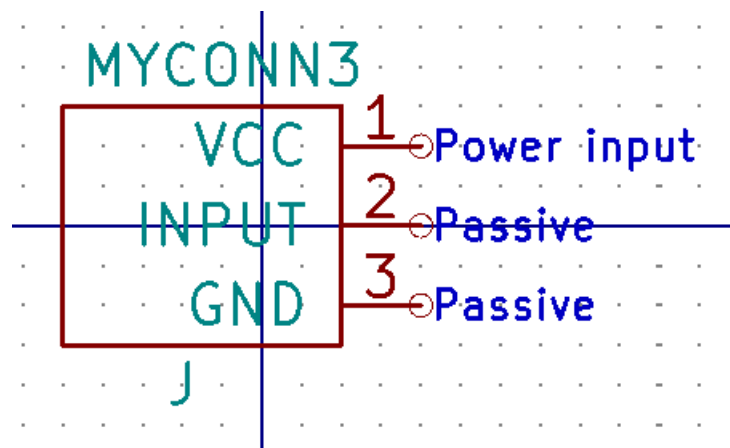 MYCONN3
VCC 1 Power input
INPUT 2 Passive
GND 3 Passive
J